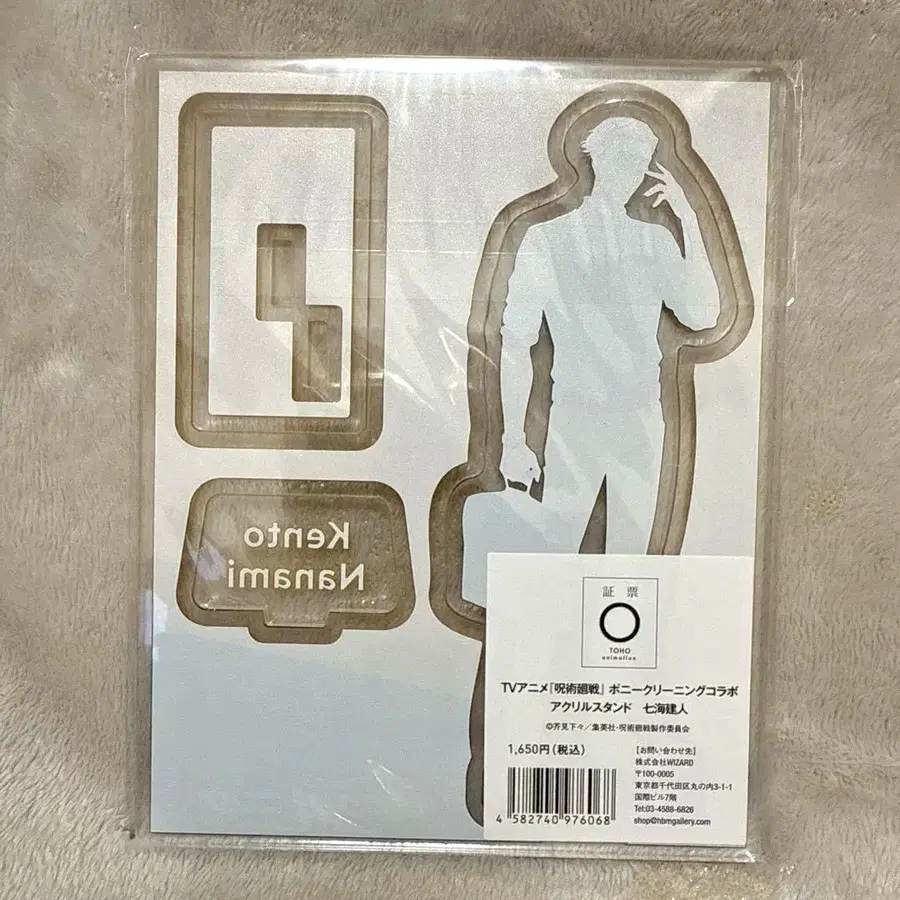 Kento
Nanami
証票
TOHO
animation
TVアニメ『呪術廻戦』 ポニークリーニングコラボ
アクリルスタンド 七海建人
©芥見下々／集英社・呪術廻戦製作委員会
1,650円(税込)
4 582740 976068
【お問い合わせ先】
株式会社WIZARD
〒100-0005
東京都千代田区丸の内3-1-1
国際ビル7階
Tel:03-4588-6826
shop@hbmgallery.com